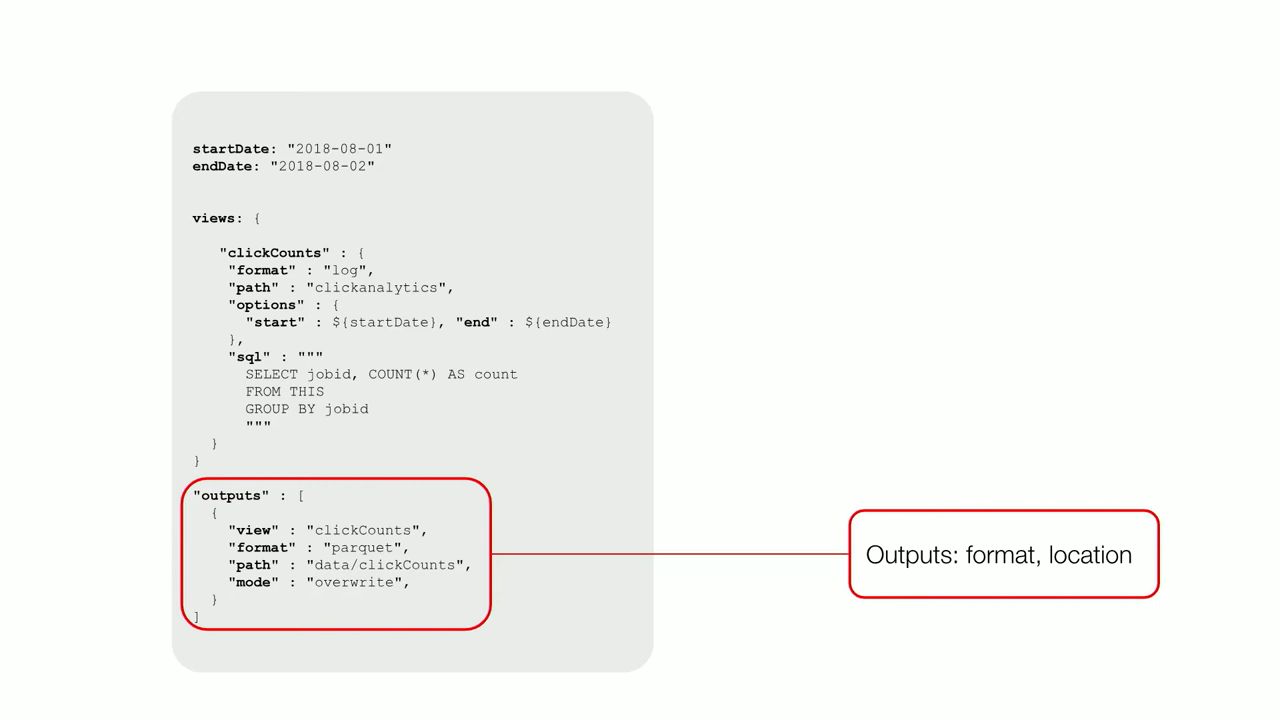 startDate: "2018-08-01"
endDate: "2018-08-02"
views: {
"clickCounts" : {
"format" : "log",
"path" : "clickanalytics",
"options" : {
"start" : ${startDate}, "end" : ${endDate}
},
"sql" : """
SELECT jobid, COUNT(*) AS count
FROM THIS
GROUP BY jobid
"""
}
}
"outputs" : [
{
"view" : "clickCounts",
"format" : "parquet",
"path" : "data/clickCounts",
"mode" : "overwrite",
}
]
Outputs: format, location